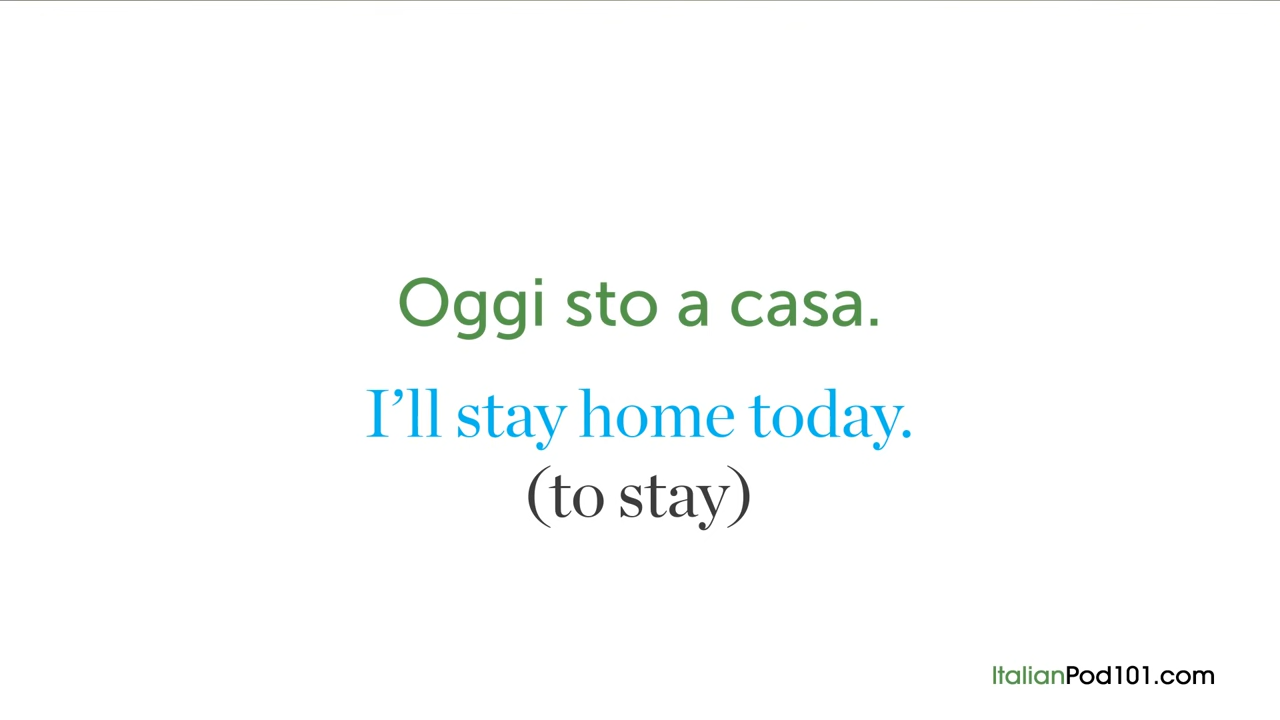 Oggi sto a casa.
I’ll stay home today.
(to stay)
ItalianPod101.com